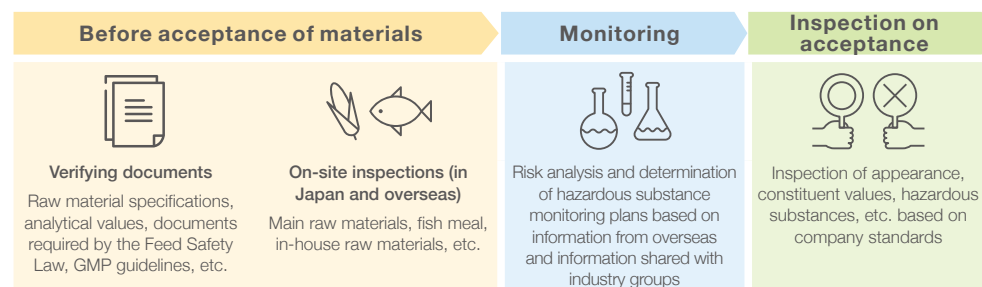 Before acceptance of materials
Monitoring
Inspection on
acceptance
Verifying documents
Raw material specifications,
analytical values, documents
required by the Feed Safety
Law, GMP guidelines, etc.
On-site inspections (in
Japan and overseas)
Main raw materials, fish meal,
in-house raw materials, etc.
Risk analysis and determination
of hazardous substance
monitoring plans based on
information from overseas
and information shared with
industry groups
Inspection of appearance,
constituent values, hazardous
substances, etc. based on
company standards